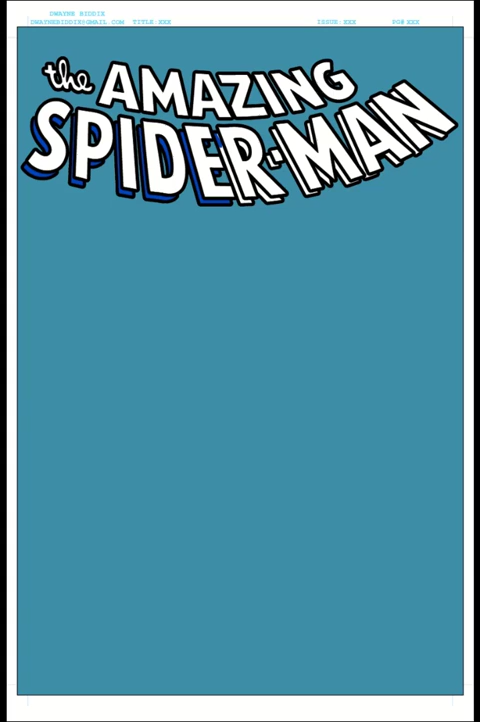 DWAYNE BIDDIX
DWAYNEBIDDIX@GMAIL.COM TITLE:XXX ISSUE:XXX PG# XXX
the
AMAZING
SPIDER-MAN